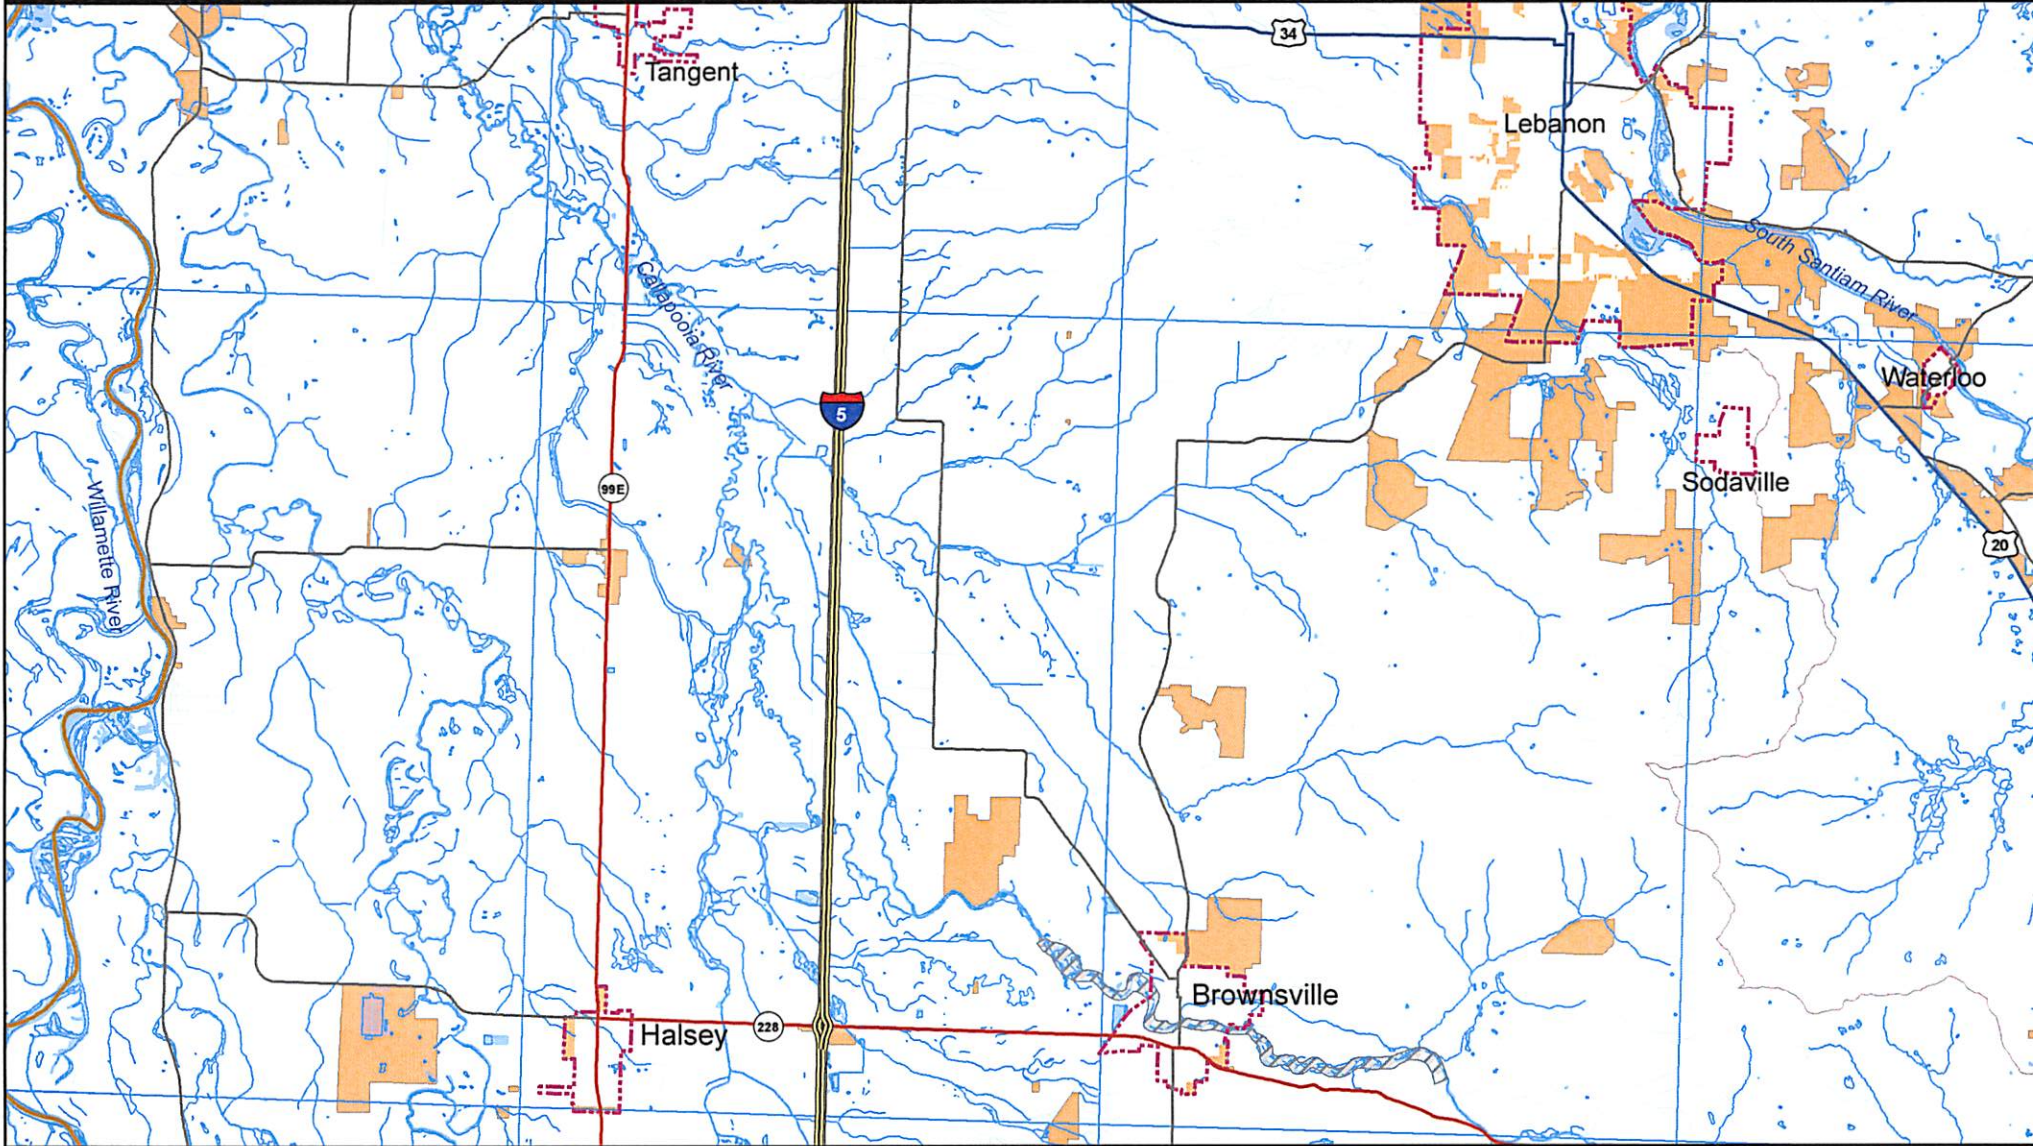 34
Tangent
Lebanon
South Santiam River
Calapooia River
Waterloo
5
Sodaville
99E
Willamette River
20
Brownsville
Halsey
228